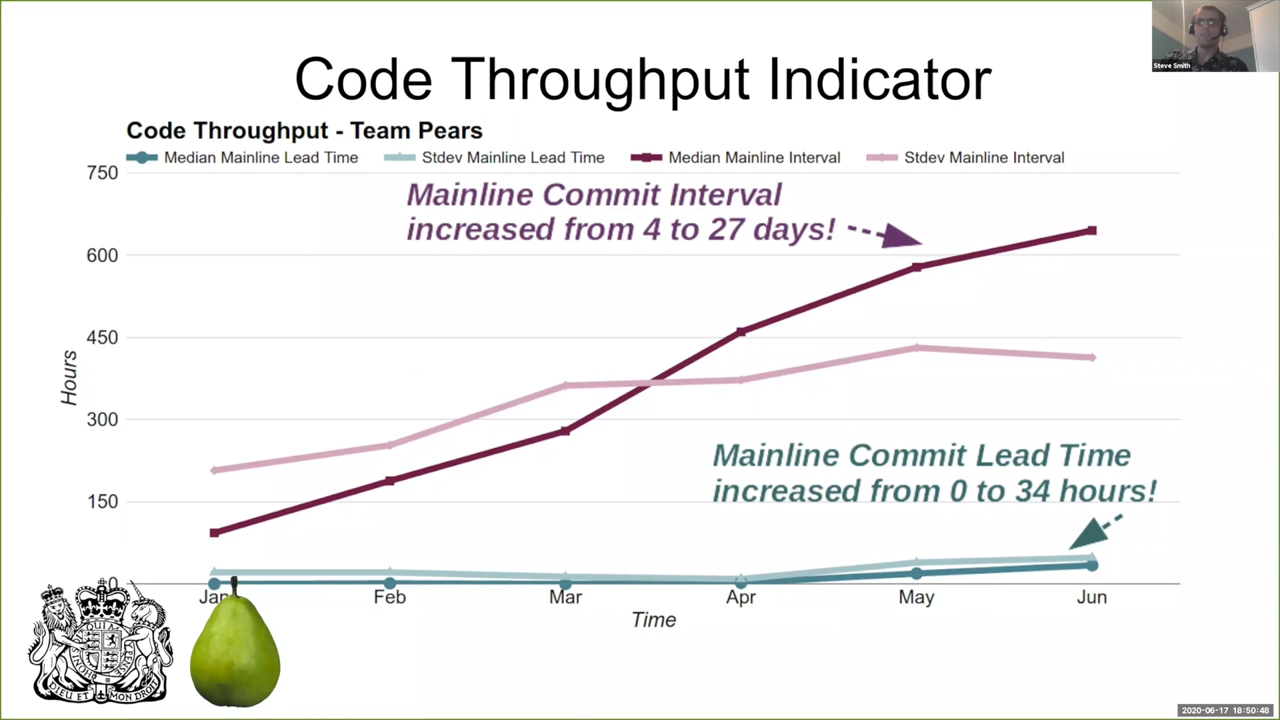 Steve Smith
Code Throughput Indicator
Code Throughput - Team Pears
Median Mainline Lead Time Stdev Mainline Lead Time Median Mainline Interval Stdev Mainline Interval
750
Mainline Commit Interval
increased from 4 to 27 days!
600
450
Hours
300
Mainline Commit Lead Time
increased from 0 to 34 hours!
150
0
Jan Feb Mar Apr May Jun
Time
DIEU ET MON DROIT
2020-06-17 18:50:48